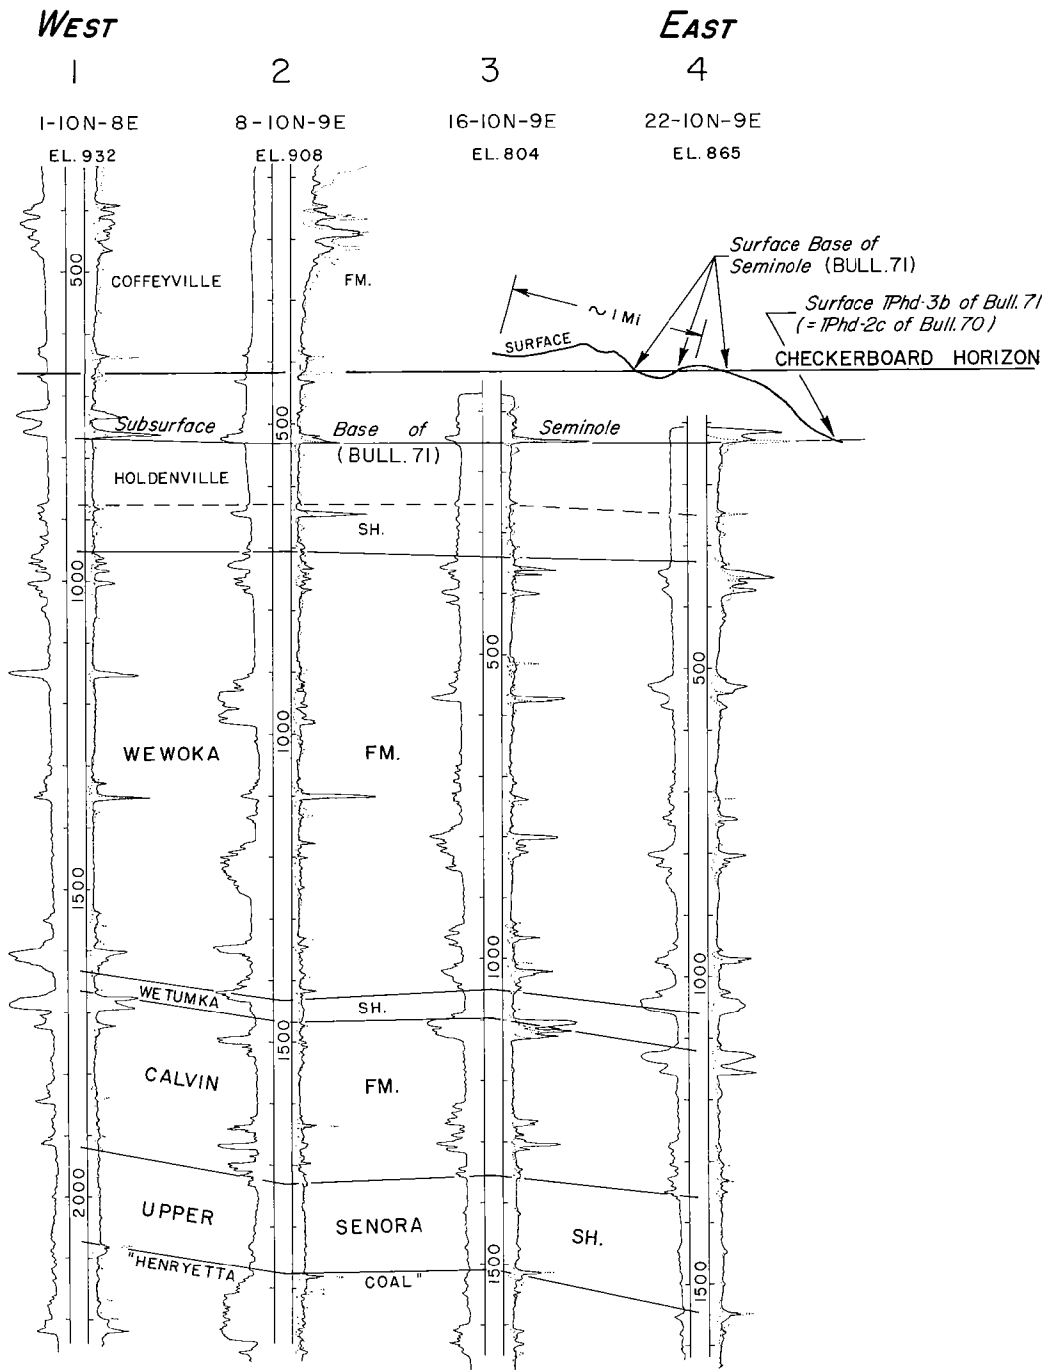 WEST EAST
1 2 3 4
1-10N-8E 8-10N-9E 16-10N-9E 22-10N-9E
EL. 932 EL. 908 EL. 804 EL. 865
Surface Base of
Seminole (BULL. 71)
500
COFFEYVILLE FM.
~ 1 Mi
Surface ℙhd-3b of Bull. 71
(= ℙhd-2c of Bull. 70)
SURFACE
CHECKERBOARD HORIZON
500
Subsurface Base of Seminole
(BULL. 71)
HOLDENVILLE
SH.
1000
500
500
1000
WEWOKA FM.
1500
1000
1000
WETUMKA SH.
1500
CALVIN FM.
2000
UPPER SENORA SH.
"HENRYETTA COAL"
1500
1500